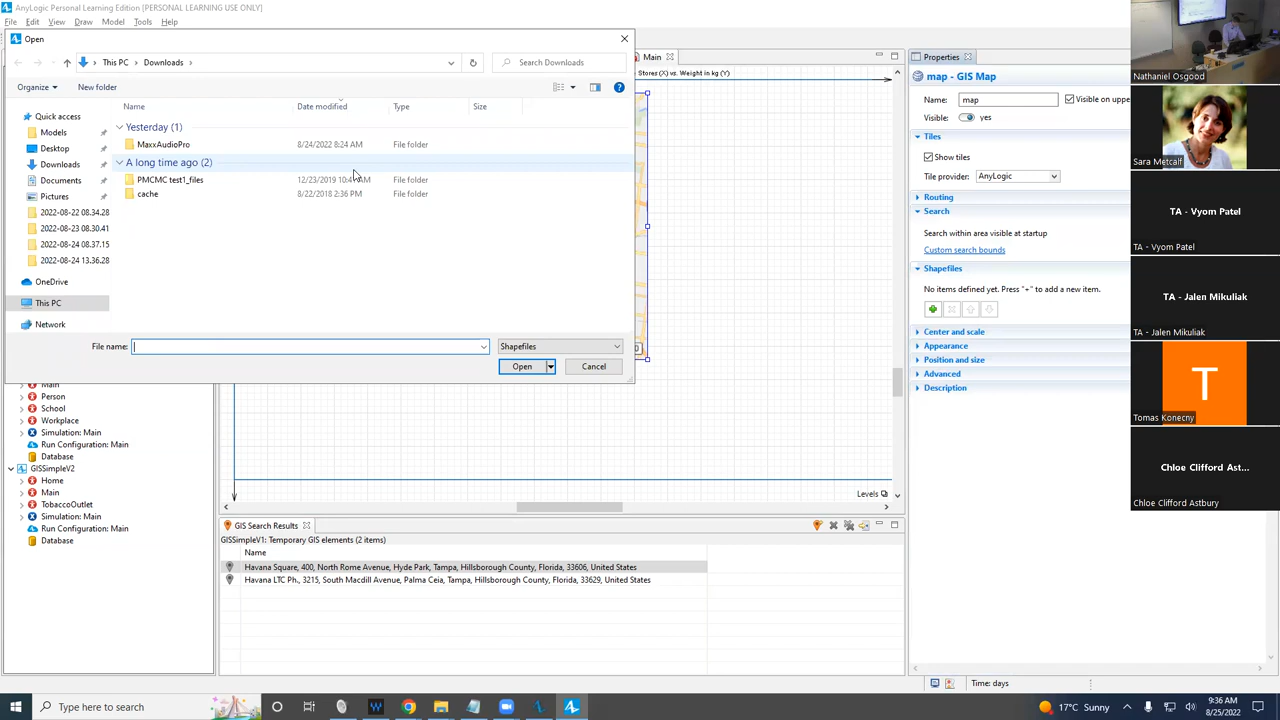 AnyLogic Personal Learning Edition [PERSONAL LEARNING USE ONLY]
File Edit View Draw Model Tools Help
Open
This PC Downloads
Search Downloads
Organize New folder
Name Date modified Type Size
Quick access
Models
Desktop
Downloads
Documents
Pictures
2022-08-22 08.34.28
2022-08-23 08.30.41
2022-08-24 08.37.15
2022-08-24 13.36.28
OneDrive
This PC
Network
Yesterday (1)
MaxxAudioPro 8/24/2022 8:24 AM File folder
A long time ago (2)
PMCMC test1_files 12/23/2019 10:4 AM File folder
cache 8/22/2018 2:36 PM File folder
File name: Shapefiles
Open Cancel
Main
Person
School
Workplace
Simulation: Main
Run Configuration: Main
Database
GISSimpleV2
Home
Main
TobaccoOutlet
Simulation: Main
Run Configuration: Main
Database
Main
Stores (X) vs. Weight in kg (Y)
Levels
GIS Search Results
GISSimpleV1: Temporary GIS elements (2 items)
Name
Havana Square, 400, North Rome Avenue, Hyde Park, Tampa, Hillsborough County, Florida, 33606, United States
Havana LTC Ph., 3215, South Macdill Avenue, Palma Ceia, Tampa, Hillsborough County, Florida, 33629, United States
Properties
map - GIS Map
Name: map Visible on uppe
Visible: yes
Tiles
Show tiles
Tile provider: AnyLogic
Routing
Search
Search within area visible at startup
Custom search bounds
Shapefiles
No items defined yet. Press "+" to add a new item.
Center and scale
Appearance
Position and size
Advanced
Description
Time: days
Nathaniel Osgood
Sara Metcalf
TA - Vyom Patel
TA - Vyom Patel
TA - Jalen Mikuliak
TA - Jalen Mikuliak
T
Tomas Konecny
Chloe Clifford Ast...
Chloe Clifford Astbury
Type here to search
17°C Sunny
9:36 AM
8/25/2022